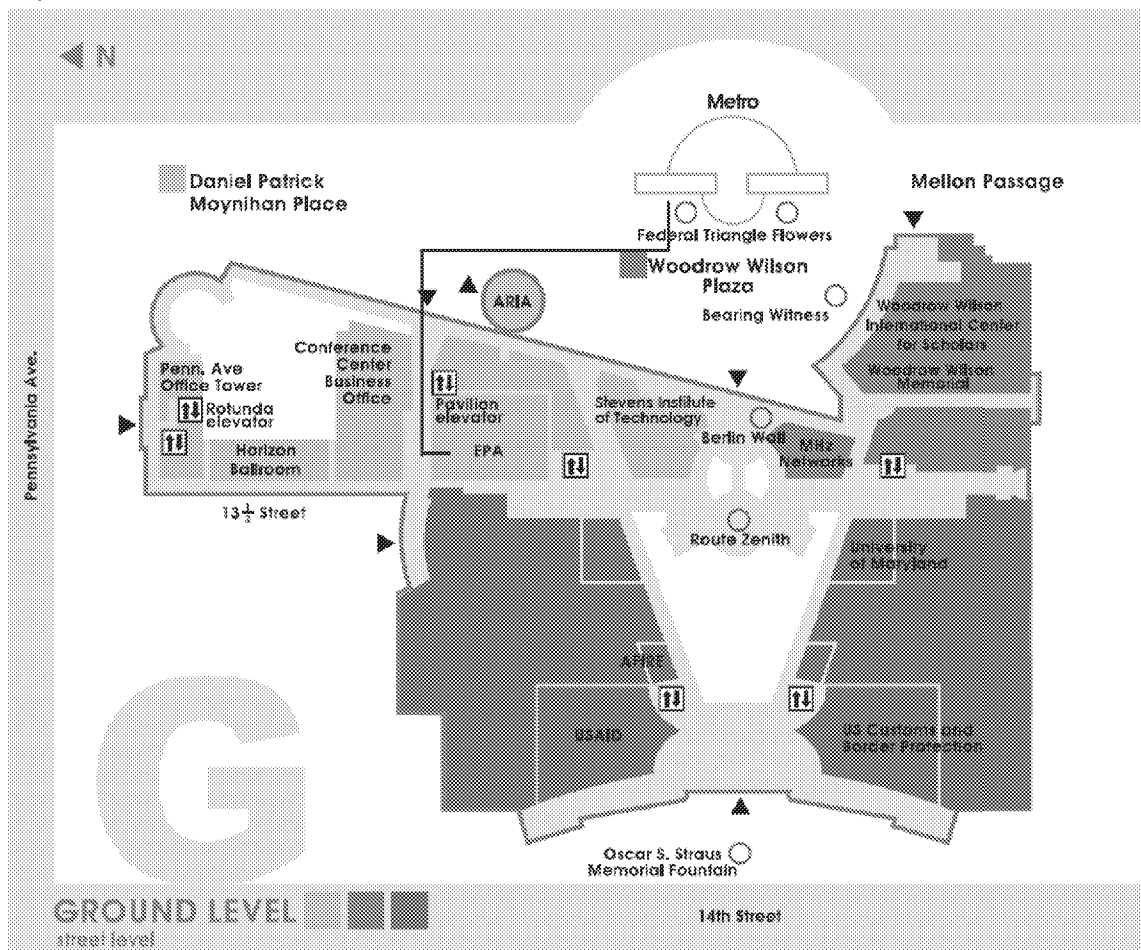 N
Metro
Daniel Patrick
Moynihan Place
Mellon Passage
Federal Triangle Flowers
Woodrow Wilson
Plaza
ARIA
Bearing Witness
Woodrow Wilson
International Center
for Scholars
Woodrow Wilson
Memorial
Conference
Center
Business
Office
Penn. Ave
Office Tower
Rotunda
elevator
Pavilion
elevator
Stevens Institute
of Technology
Berlin Wall
MHz
Networks
Horizon
Ballroom
EPA
Pennsylvania Ave.
13½ Street
Route Zenith
University
of Maryland
AFIRE
USAID
US Customs and
Border Protection
G
Oscar S. Straus
Memorial Fountain
GROUND LEVEL
street level
14th Street